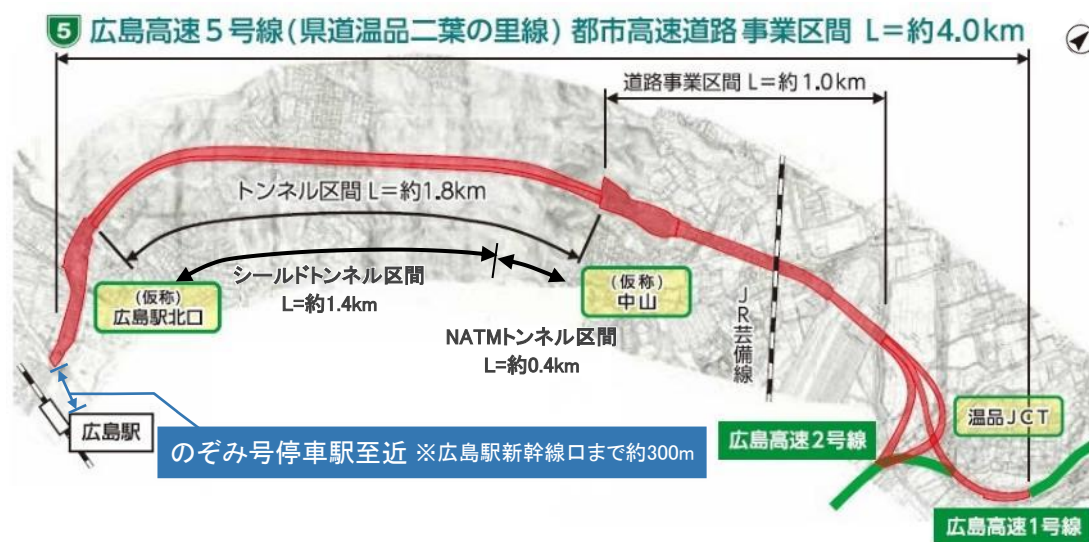 5 広島高速5号線(県道温品二葉の里線) 都市高速道路 事業区間 L=約4.0km
道路事業区間 L=約1.0km
トンネル区間 L=約1.8km
シールドトンネル区間
L=約1.4km
(仮称)
広島駅北口
(仮称)
中山
NATMトンネル区間
L=約0.4km
JR芸備線
広島駅
のぞみ号停車駅至近 ※広島駅新幹線口まで約300m
広島高速2号線
温品JCT
広島高速1号線